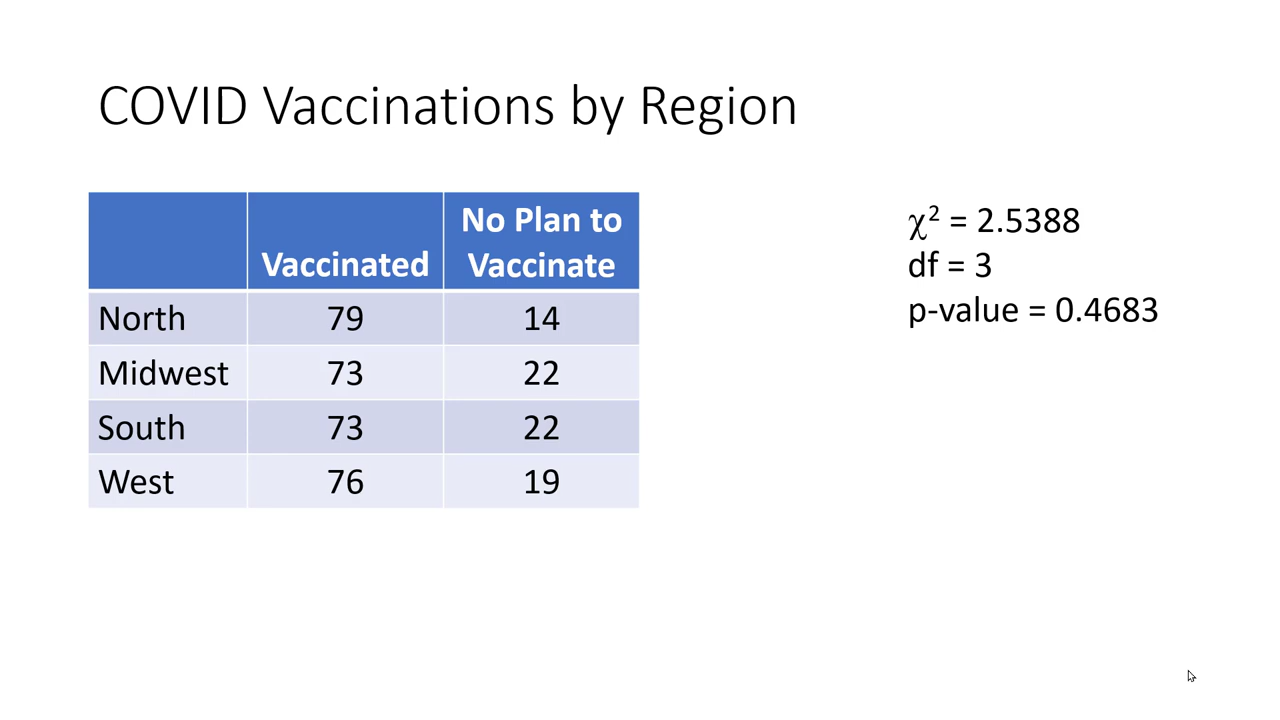 COVID Vaccinations by Region
Vaccinated No Plan to
Vaccinate
North 79 14
Midwest 73 22
South 73 22
West 76 19
χ² = 2.5388
df = 3
p-value = 0.4683